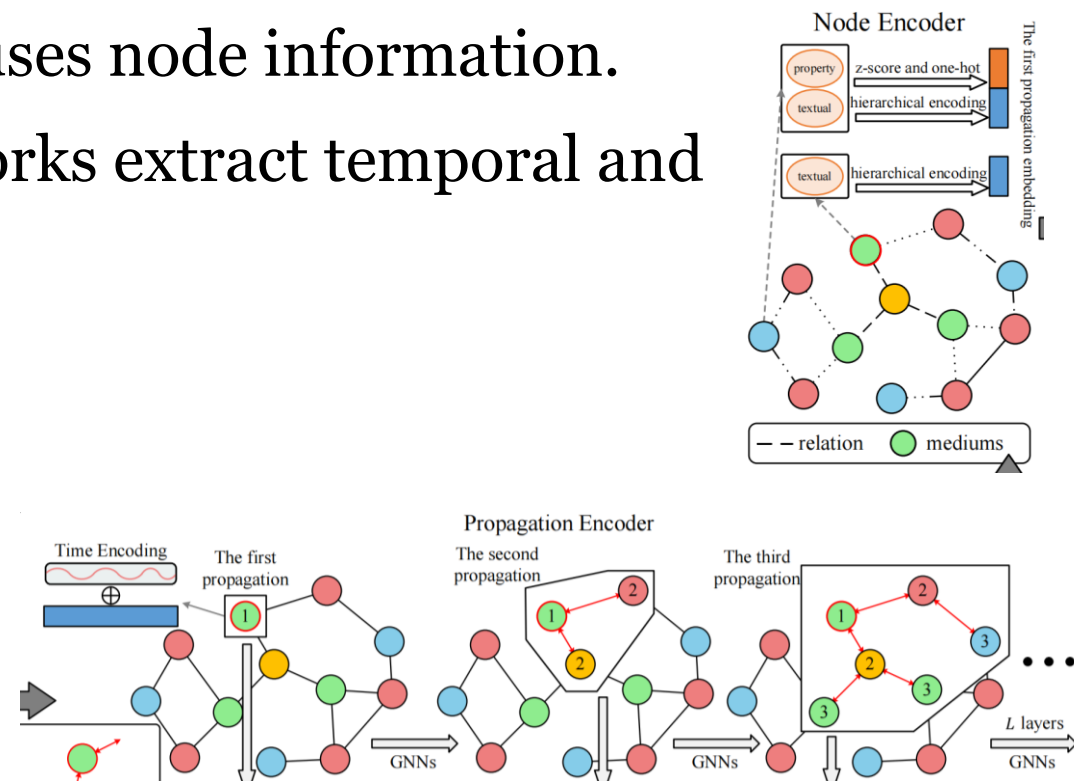 uses node information.
orks extract temporal and
Node Encoder
property
z-score and one-hot
textual
hierarchical encoding
textual
hierarchical encoding
The first propagation embedding
relation
mediums
Propagation Encoder
Time Encoding
The first
propagation
1
The second
propagation
2
1
2
The third
propagation
2
1
3
2
3
3
GNNs
GNNs
L layers
GNNs